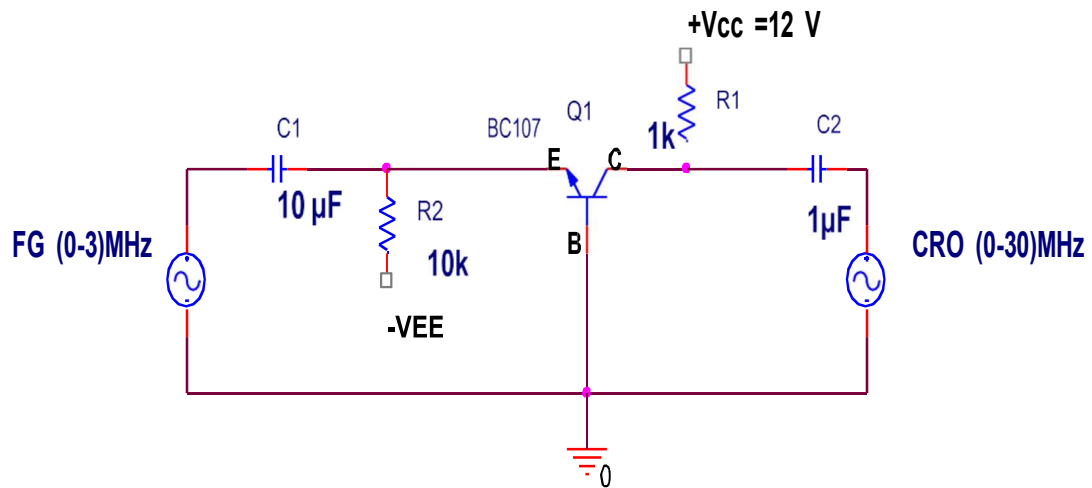 +Vcc =12 V
R1
1k
C1
BC107
Q1
C2
E
C
10 µF
R2
10k
B
1µF
FG (0-3)MHz
CRO (0-30)MHz
-VEE
0